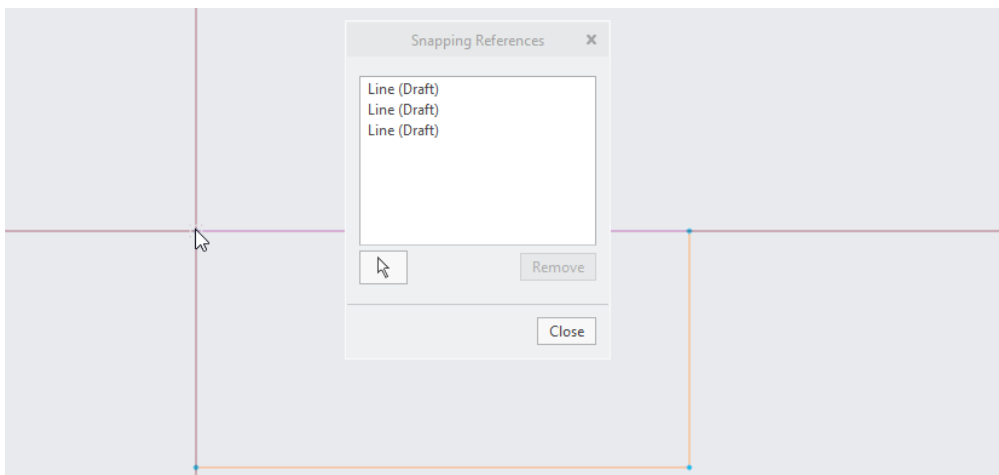 Snapping References
Line (Draft)
Line (Draft)
Line (Draft)
Remove
Close